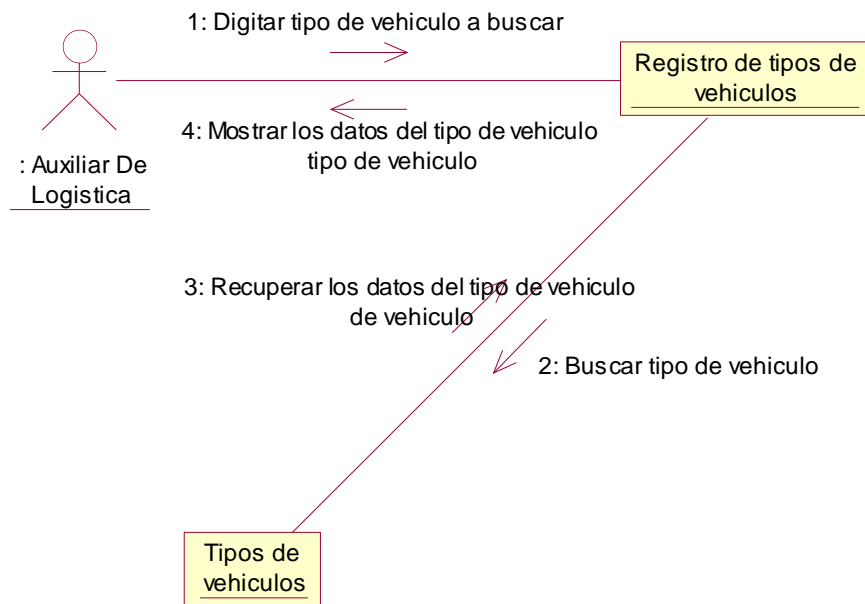 1: Digitar tipo de vehiculo a buscar
Registro de tipos de
vehiculos
4: Mostrar los datos del tipo de vehiculo
tipo de vehiculo
: Auxiliar De
Logistica
3: Recuperar los datos del tipo de vehiculo
de vehiculo
2: Buscar tipo de vehiculo
Tipos de
vehiculos